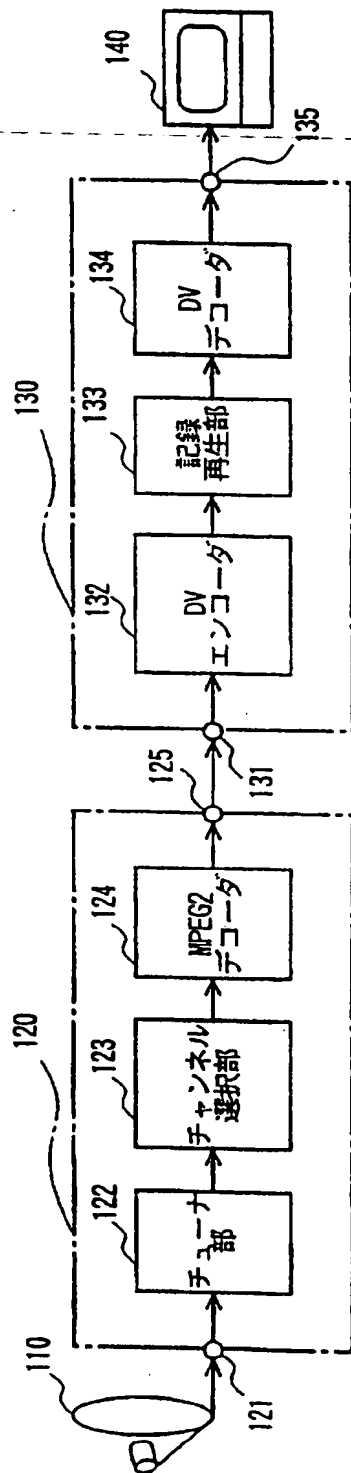 110
120
130
140
121
122
チューナ
部
123
チャンネル
選択部
124
MPEG2
デコーダ
125
131
132
DV
エンコーダ
133
記録
再生部
134
DV
デコーダ
135